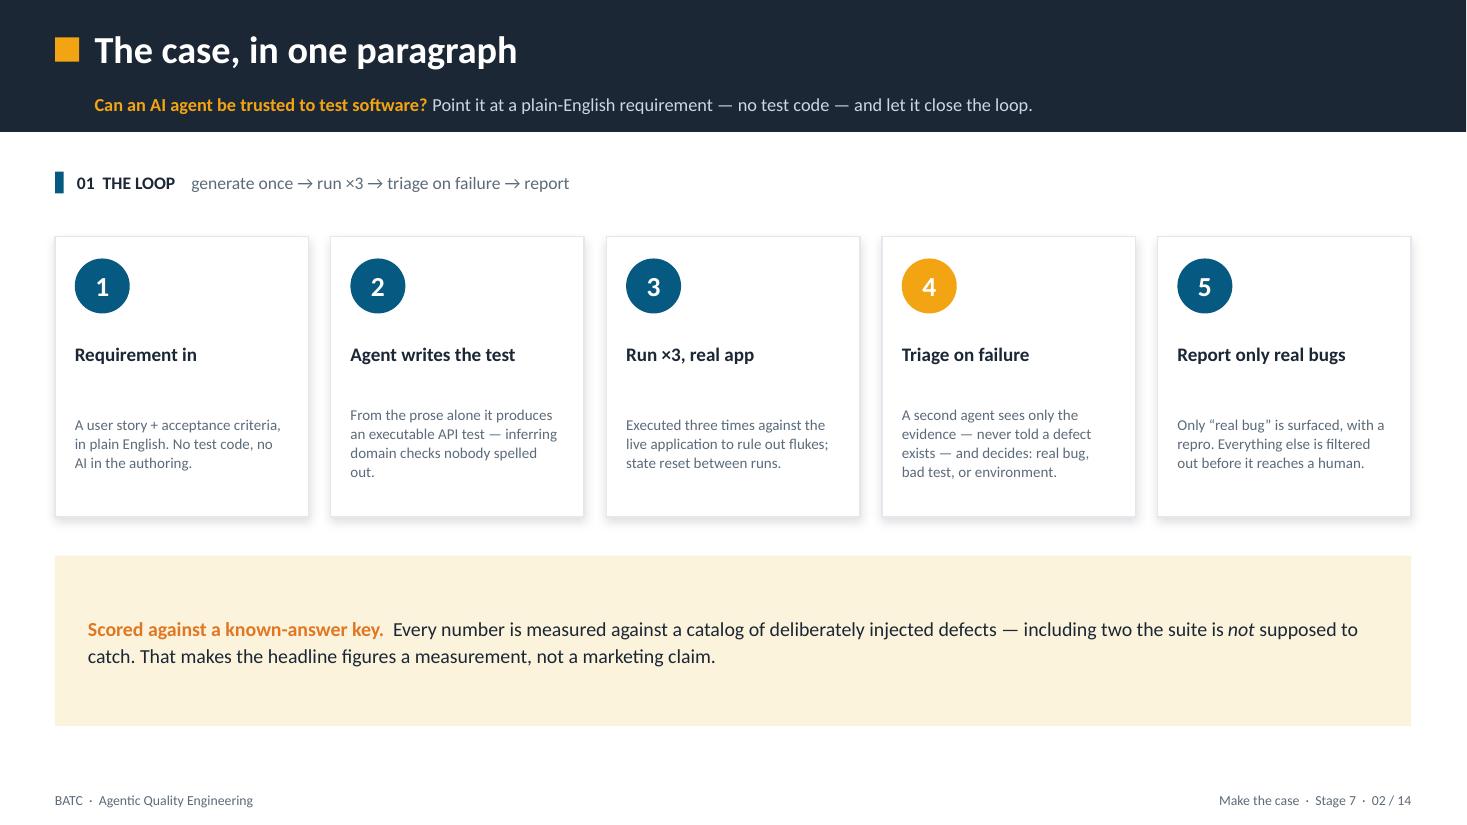 The case, in one paragraph
Can an AI agent be trusted to test software? Point it at a plain-English requirement — no test code — and let it close the loop.
01 THE LOOP generate once → run ×3 → triage on failure → report
1
Requirement in
A user story + acceptance criteria,
in plain English. No test code, no
AI in the authoring.
2
Agent writes the test
From the prose alone it produces
an executable API test — inferring
domain checks nobody spelled
out.
3
Run ×3, real app
Executed three times against the
live application to rule out flukes;
state reset between runs.
4
Triage on failure
A second agent sees only the
evidence — never told a defect
exists — and decides: real bug,
bad test, or environment.
5
Report only real bugs
Only “real bug” is surfaced, with a
repro. Everything else is filtered
out before it reaches a human.
Scored against a known-answer key. Every number is measured against a catalog of deliberately injected defects — including two the suite is not supposed to
catch. That makes the headline figures a measurement, not a marketing claim.
BATC · Agentic Quality Engineering
Make the case · Stage 7 · 02 / 14